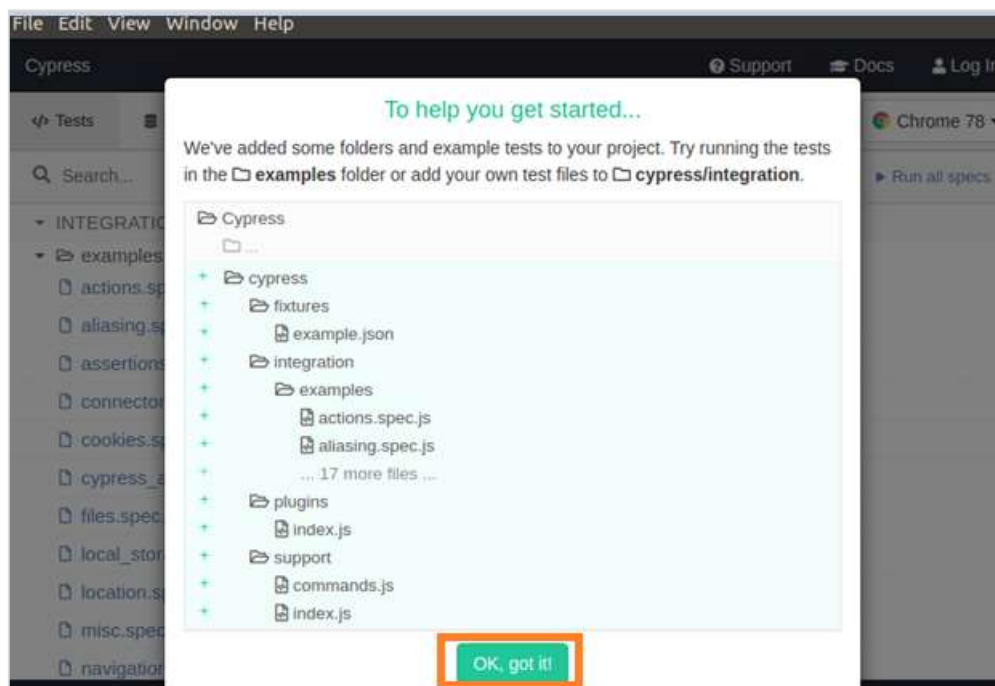 File Edit View Window Help
Cypress Support Docs Log In
Tests Chrome 78
Search... Run all specs
INTEGRATIO
examples
actions.sp
aliasing.sp
assertions
connector
cookies.sp
cypress_a
files.spec.
local_stor
location.s
misc.spec
navigation
To help you get started...
We've added some folders and example tests to your project. Try running the tests
in the examples folder or add your own test files to cypress/integration.
Cypress
...
+ cypress
+ fixtures
+ example.json
+ integration
+ examples
+ actions.spec.js
+ aliasing.spec.js
+ ... 17 more files ...
+ plugins
+ index.js
+ support
+ commands.js
+ index.js
OK, got it!